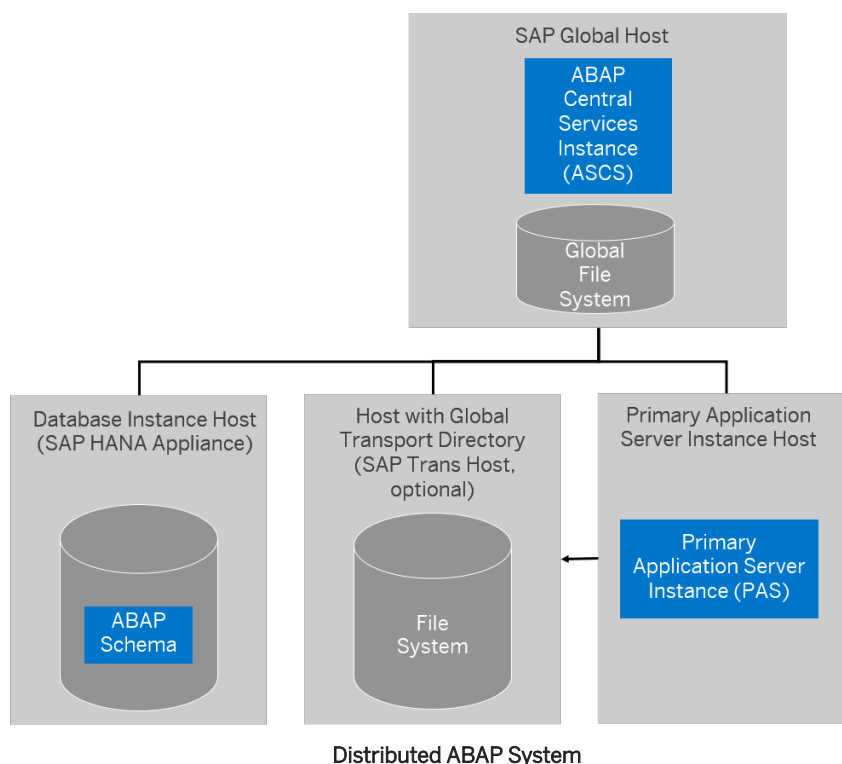 SAP Global Host
ABAP
Central
Services
Instance
(ASCS)
Global
File
System
Database Instance Host
(SAP HANA Appliance)
ABAP
Schema
Host with Global
Transport Directory
(SAP Trans Host,
optional)
File
System
Primary Application
Server Instance Host
Primary
Application Server
Instance (PAS)
Distributed ABAP System